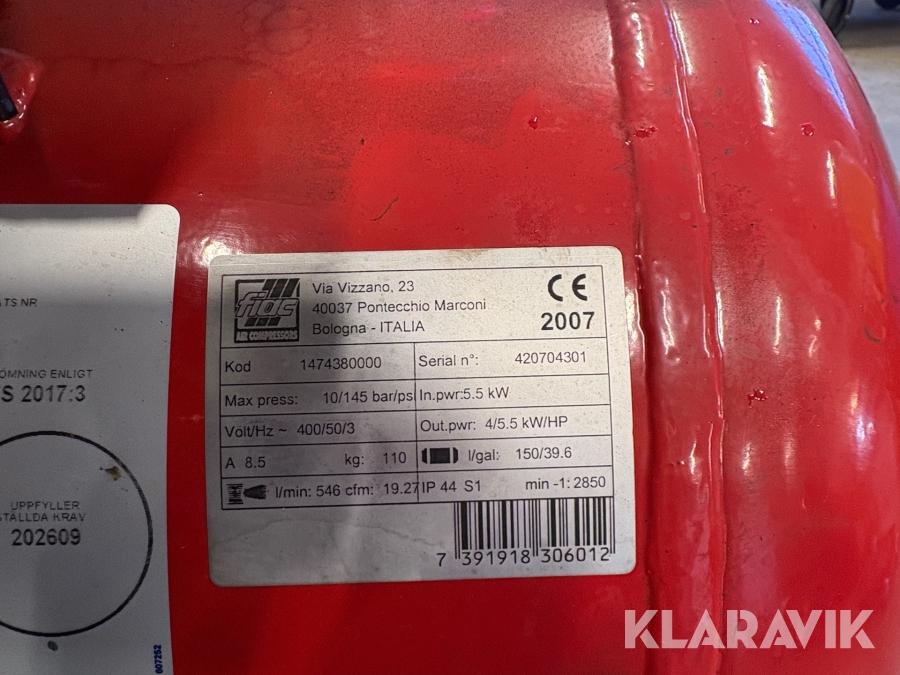 ÖMNING ENLIGT
S 2017:3
UPPFYLLER
STÄLLDA KRAV
202609
607252
fiac
AIR COMPRESSORS
Via Vizzano, 23
40037 Pontecchio Marconi
Bologna - ITALIA
CE
2007
Kod 1474380000 Serial n°: 420704301
Max press: 10/145 bar/psi In.pwr:5.5 kW
Volt/Hz ~ 400/50/3 Out.pwr: 4/5.5 kW/HP
A 8.5 kg: 110 l/gal: 150/39.6
l/min: 546 cfm: 19.27 IP 44 S1 min -1: 2850
7 391918 306012
KLARAVIK